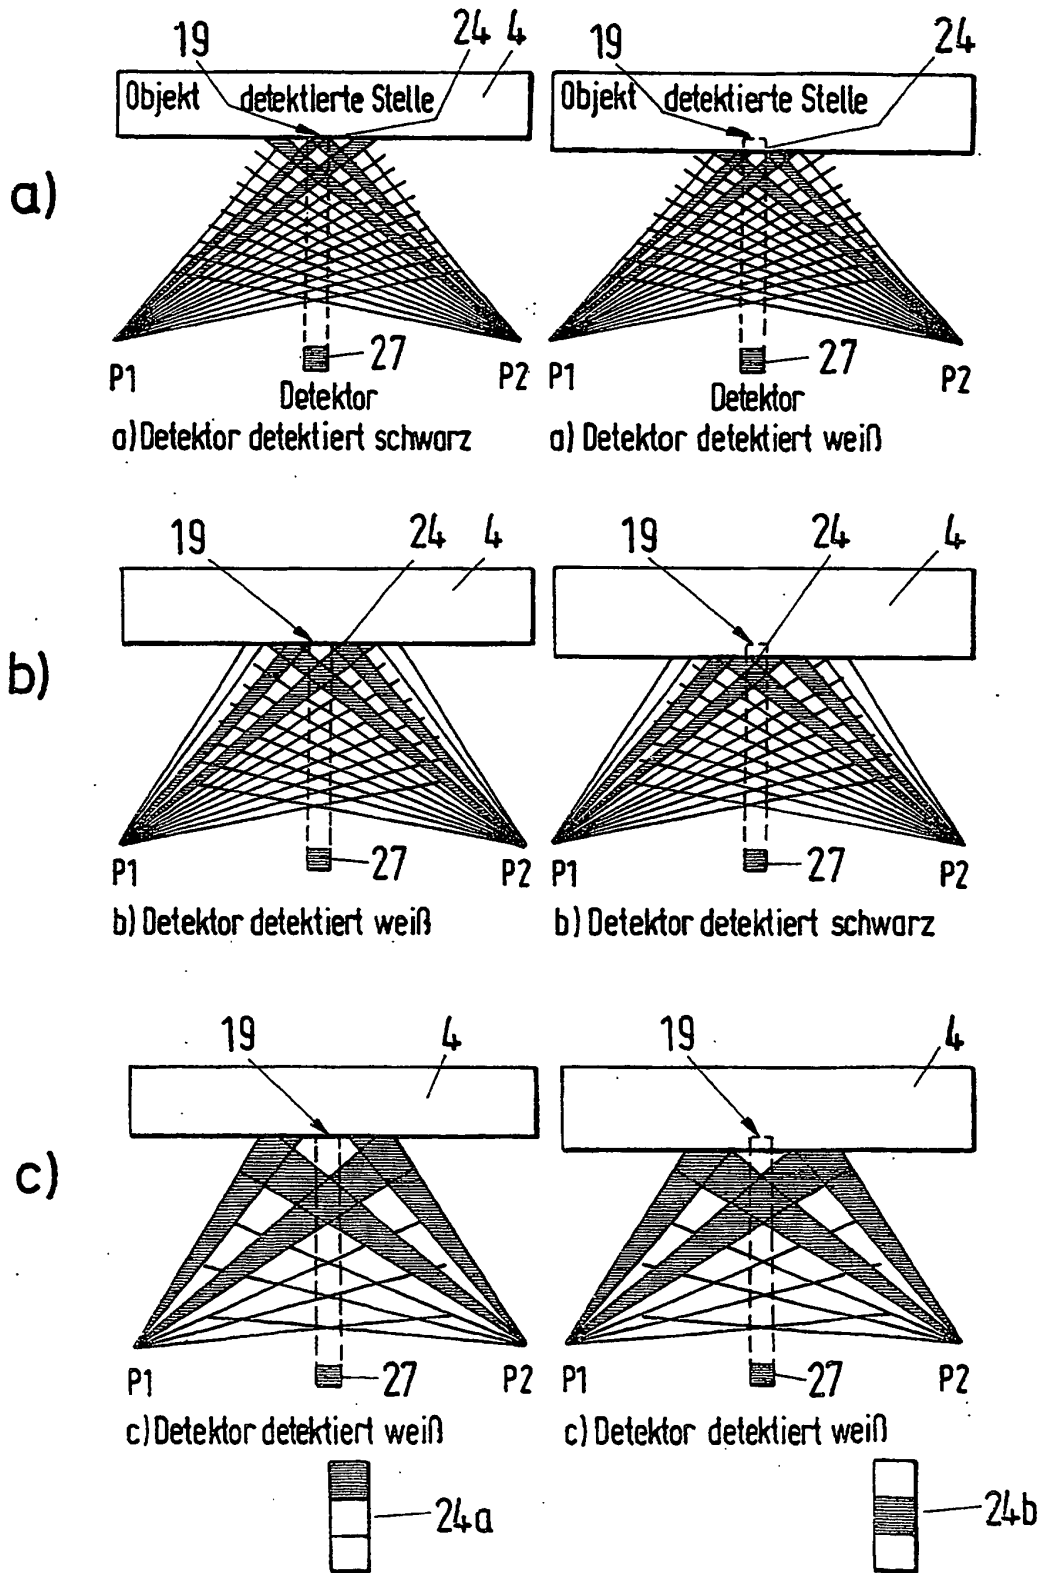 19 24 4
19 24
Objekt detektierte Stelle
Objekt detektierte Stelle
a)
27
27
P1 P2
P1 P2
Detektor
Detektor
a) Detektor detektiert schwarz
a) Detektor detektiert weiß
19 24 4
19 24 4
b)
27
27
P1 P2
P1 P2
b) Detektor detektiert weiß
b) Detektor detektiert schwarz
19 4
19 4
c)
27
27
P1 P2
P1 P2
c) Detektor detektiert weiß
c) Detektor detektiert weiß
24a
24b